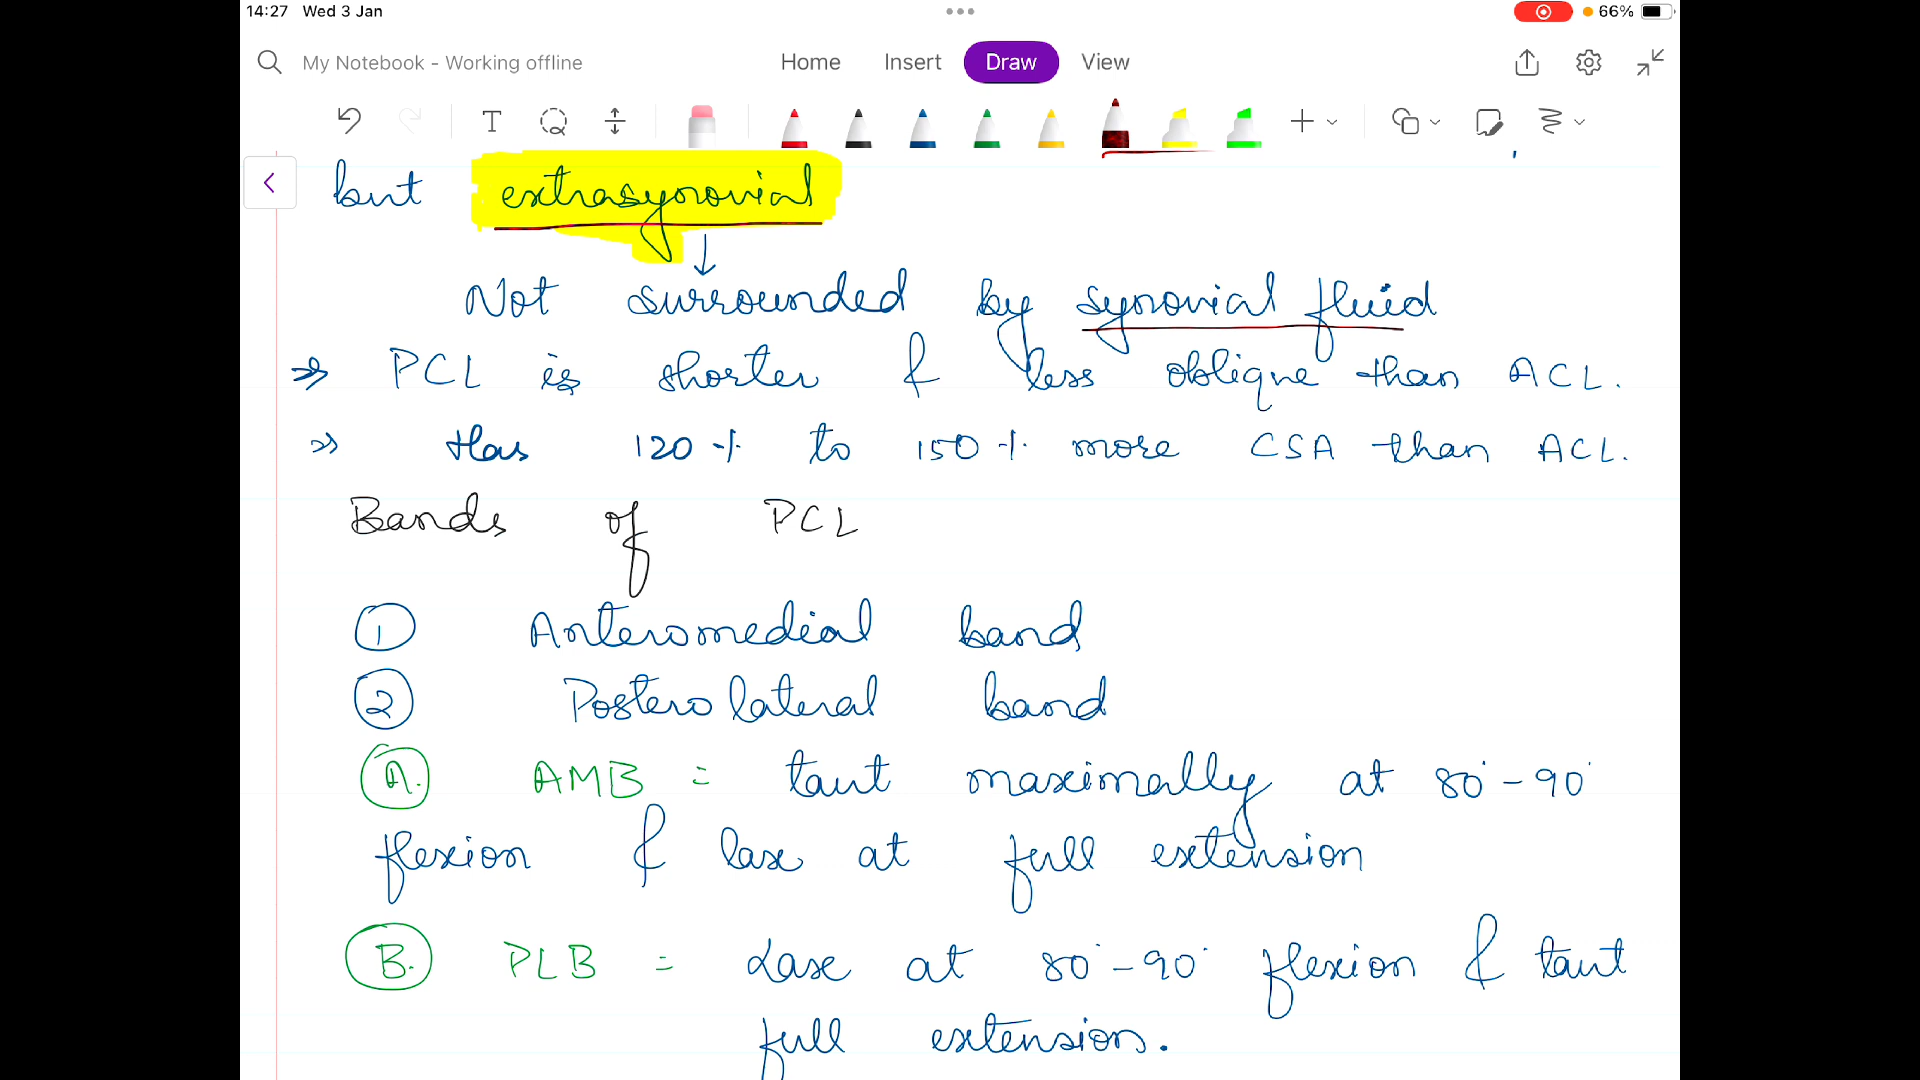 14:27 Wed 3 Jan
66%
My Notebook - Working offline
Home Insert Draw View
but extrasynovial
Not surrounded by synovial fluid
⇒ PCL is shorter & less oblique than ACL.
⇒ Has 120% to 150% more CSA than ACL.
Bands of PCL
① Anteromedial band
② Posterolateral band
A. AMB = taut maximally at 80°-90°
flexion & lax at full extension
B. PLB = Lax at 80°-90° flexion & taut
full extension.